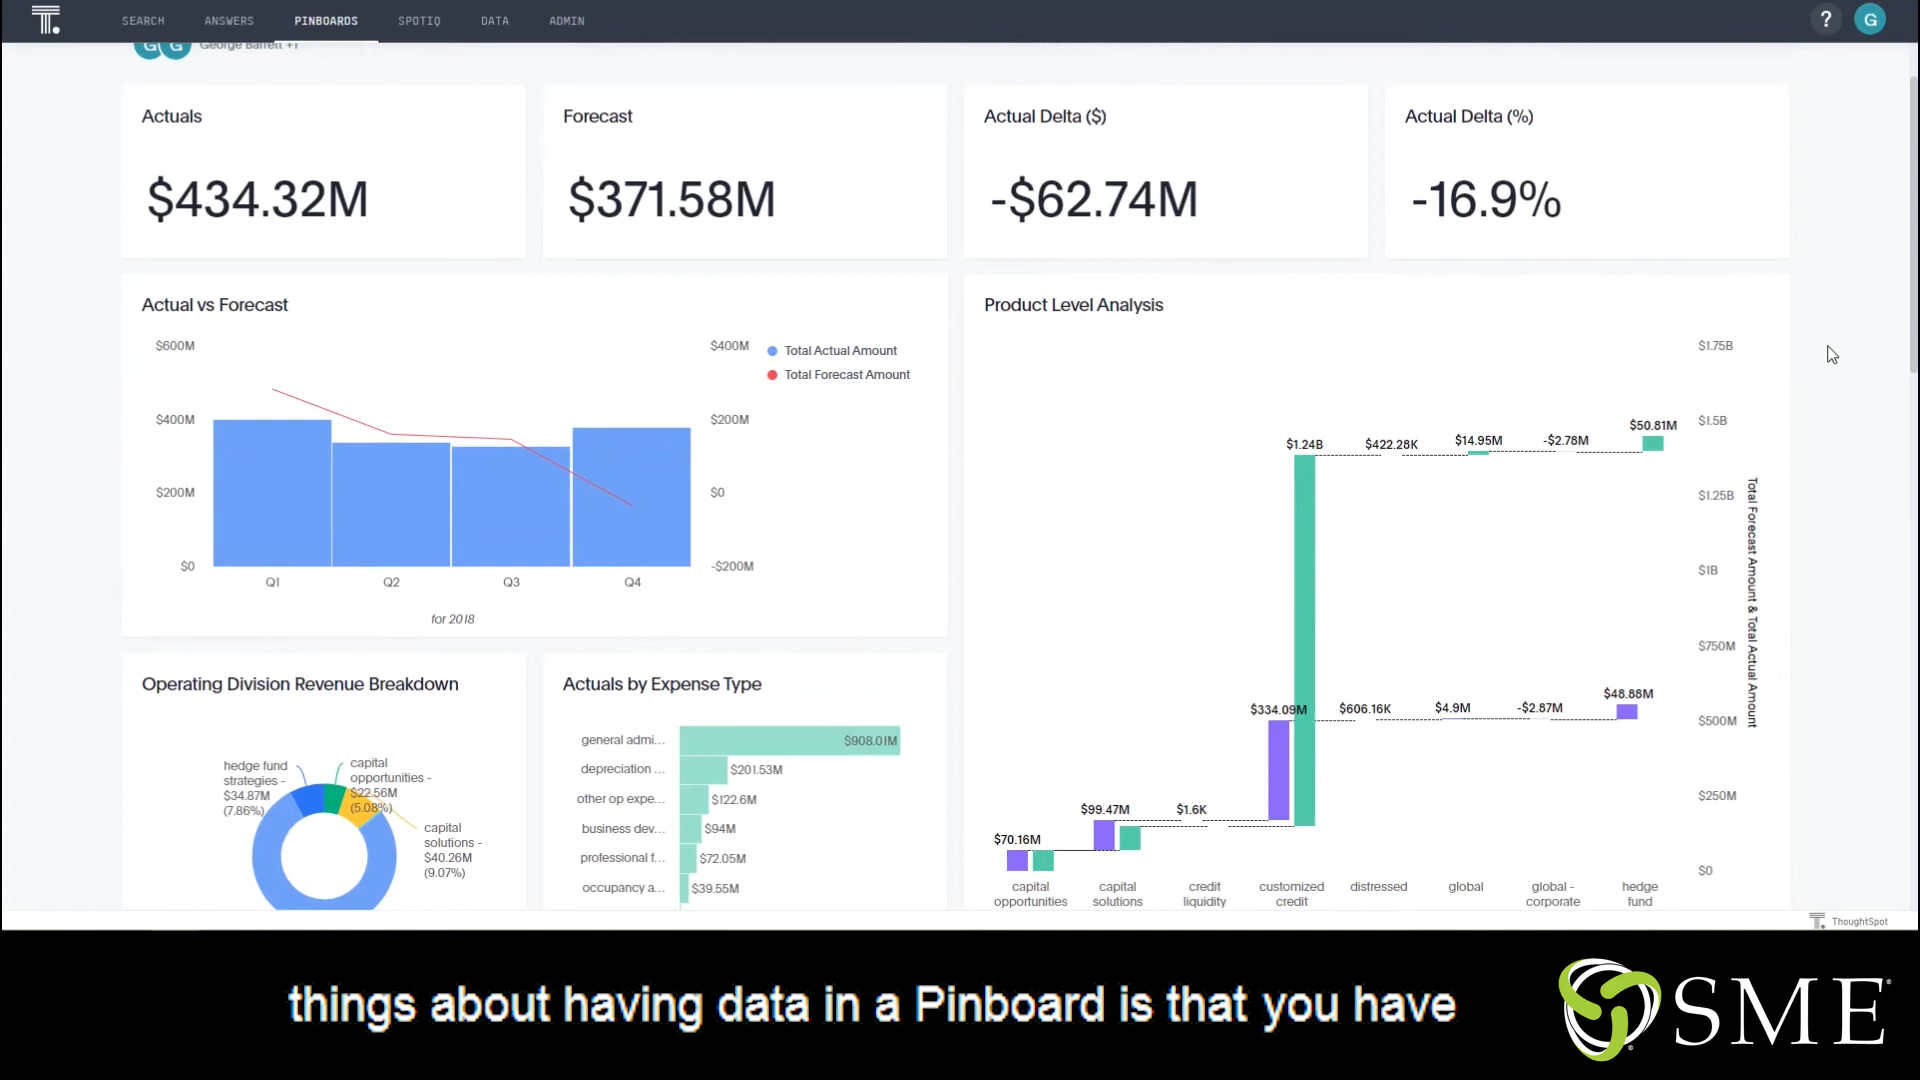 T.
SEARCH ANSWERS PINBOARDS SPOTIQ DATA ADMIN ? G
G G George Barrett +1
Actuals
$434.32M
Forecast
$371.58M
Actual Delta ($)
-$62.74M
Actual Delta (%)
-16.9%
Actual vs Forecast
$600M
$400M
$200M
$0
$400M
$200M
$0
-$200M
Total Actual Amount
Total Forecast Amount
Q1 Q2 Q3 Q4
for 2018
Product Level Analysis
$1.75B
$1.5B
$1.25B
$1B
$750M
$500M
$250M
$0
Total Forecast Amount & Total Actual Amount
$1.24B $422.28K $14.95M -$2.78M $50.81M
$334.09M $606.16K $4.9M -$2.87M $48.88M
$99.47M $1.6K
$70.16M
capital
opportunities
capital
solutions
credit
liquidity
customized
credit
distressed
global
global -
corporate
hedge
fund
Operating Division Revenue Breakdown
hedge fund
strategies -
$34.87M
(7.86%)
capital
opportunities -
$22.56M
(5.08%)
capital
solutions -
$40.26M
(9.07%)
Actuals by Expense Type
general admi... $908.01M
depreciation ... $201.53M
other op expe... $122.6M
business dev... $94M
professional f... $72.05M
occupancy a... $39.55M
T. ThoughtSpot
things about having data in a Pinboard is that you have
SME